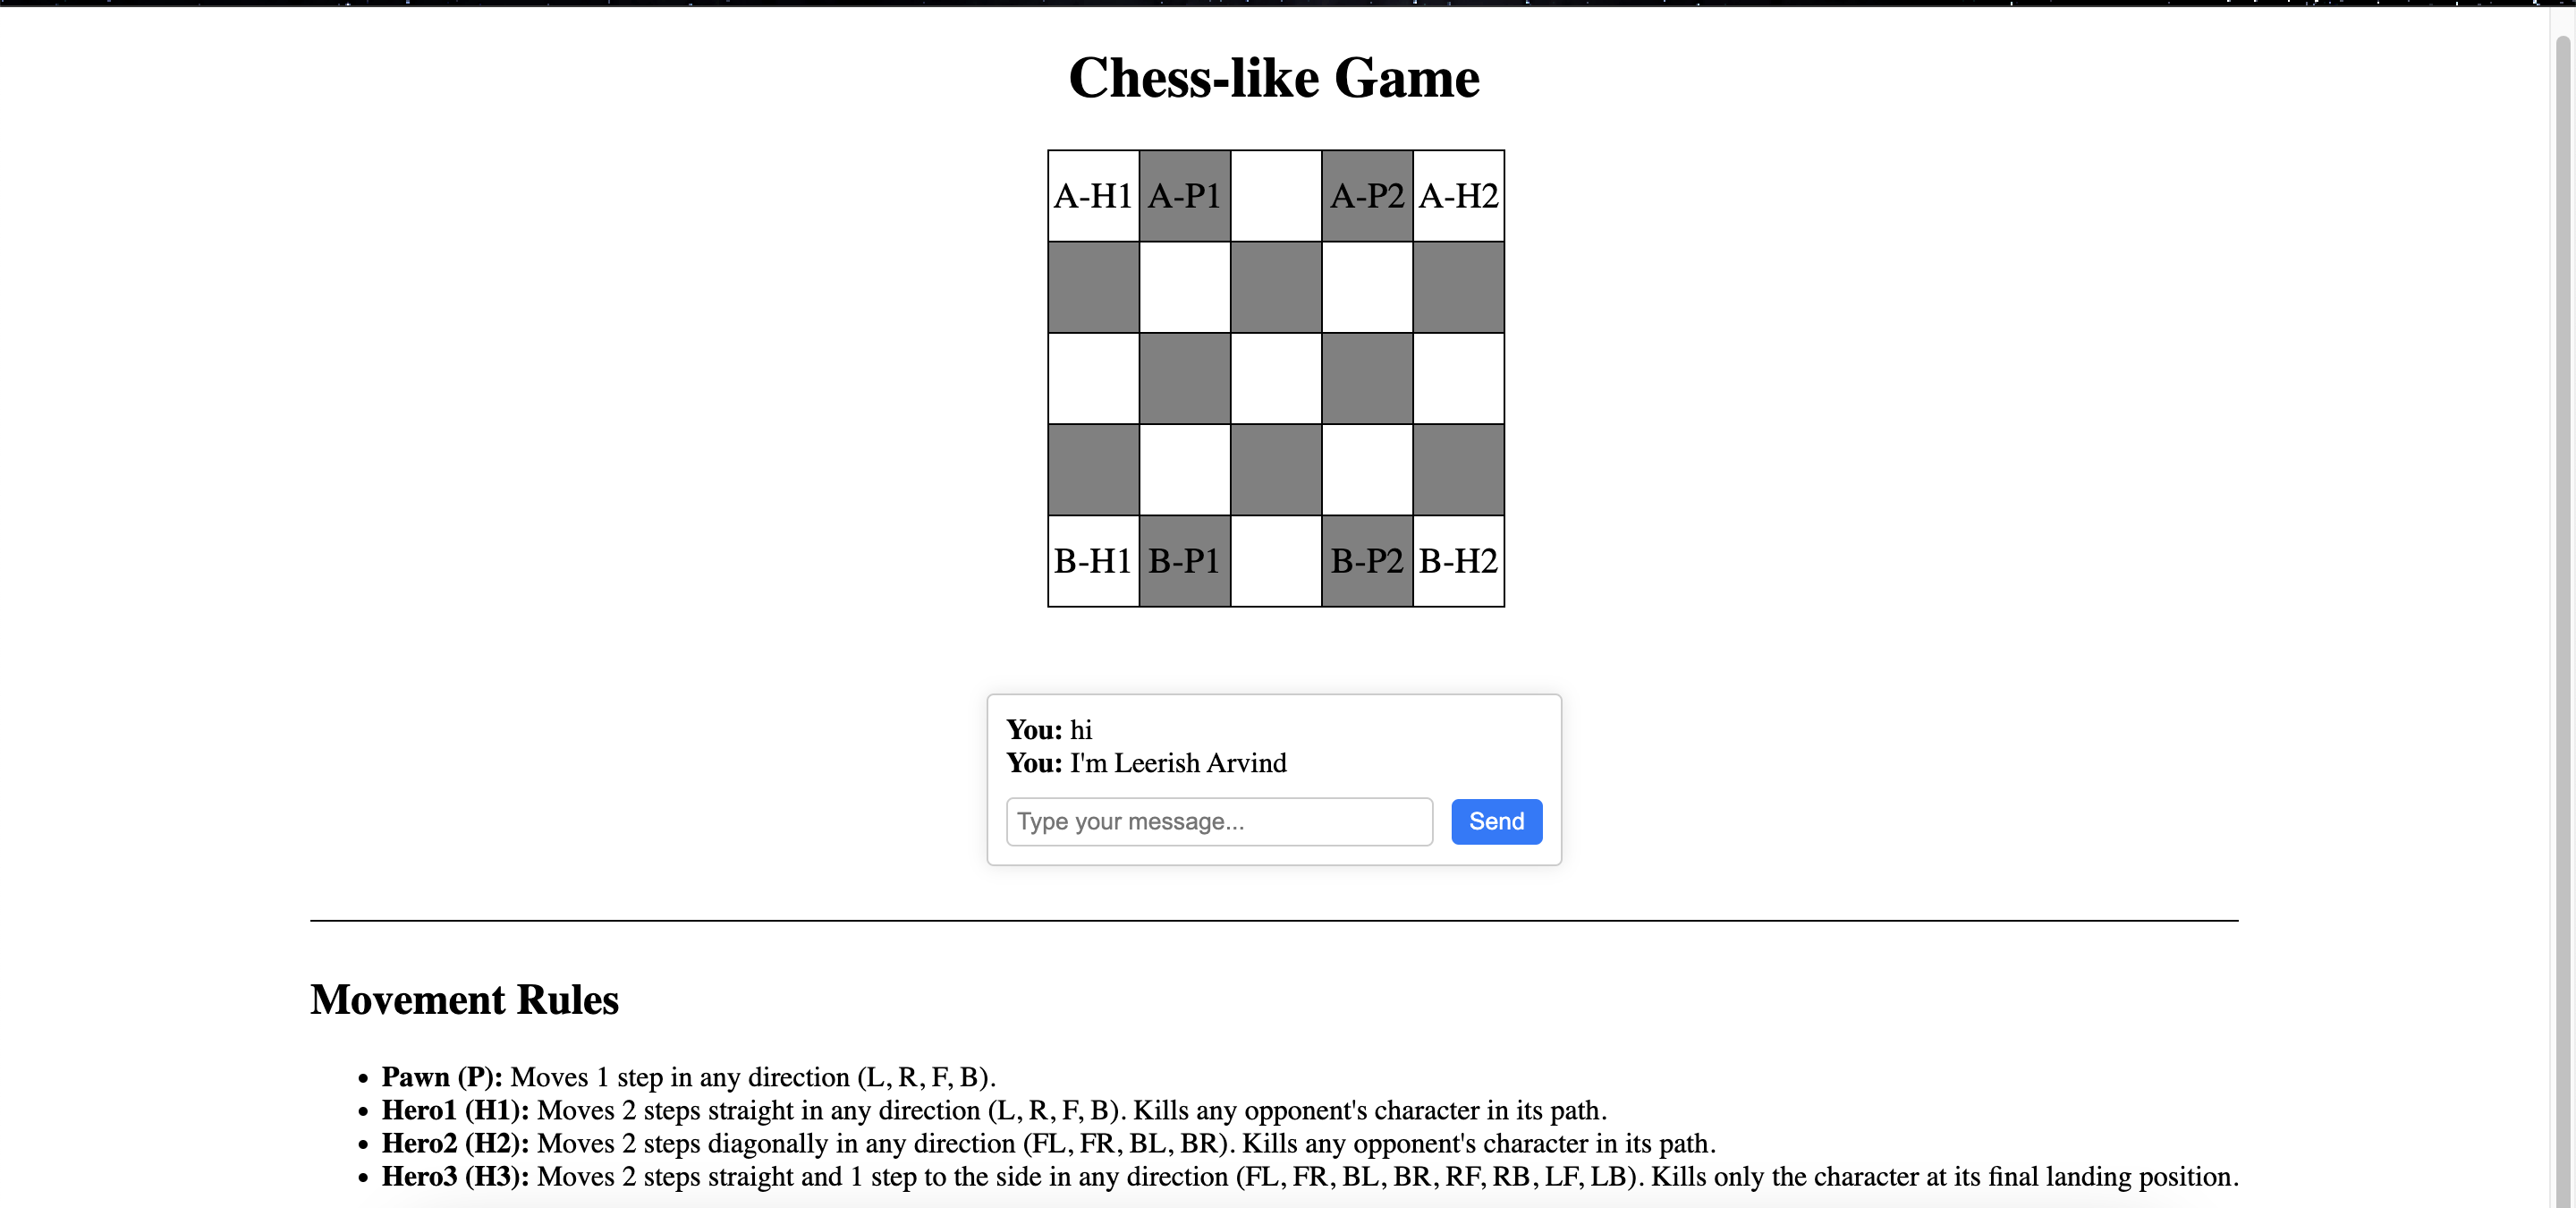 Chess-like Game
A-H1 A-P1 A-P2 A-H2
B-H1 B-P1 B-P2 B-H2
You: hi
You: I'm Leerish Arvind
Type your message... Send
Movement Rules
• Pawn (P): Moves 1 step in any direction (L, R, F, B).
• Hero1 (H1): Moves 2 steps straight in any direction (L, R, F, B). Kills any opponent's character in its path.
• Hero2 (H2): Moves 2 steps diagonally in any direction (FL, FR, BL, BR). Kills any opponent's character in its path.
• Hero3 (H3): Moves 2 steps straight and 1 step to the side in any direction (FL, FR, BL, BR, RF, RB, LF, LB). Kills only the character at its final landing position.